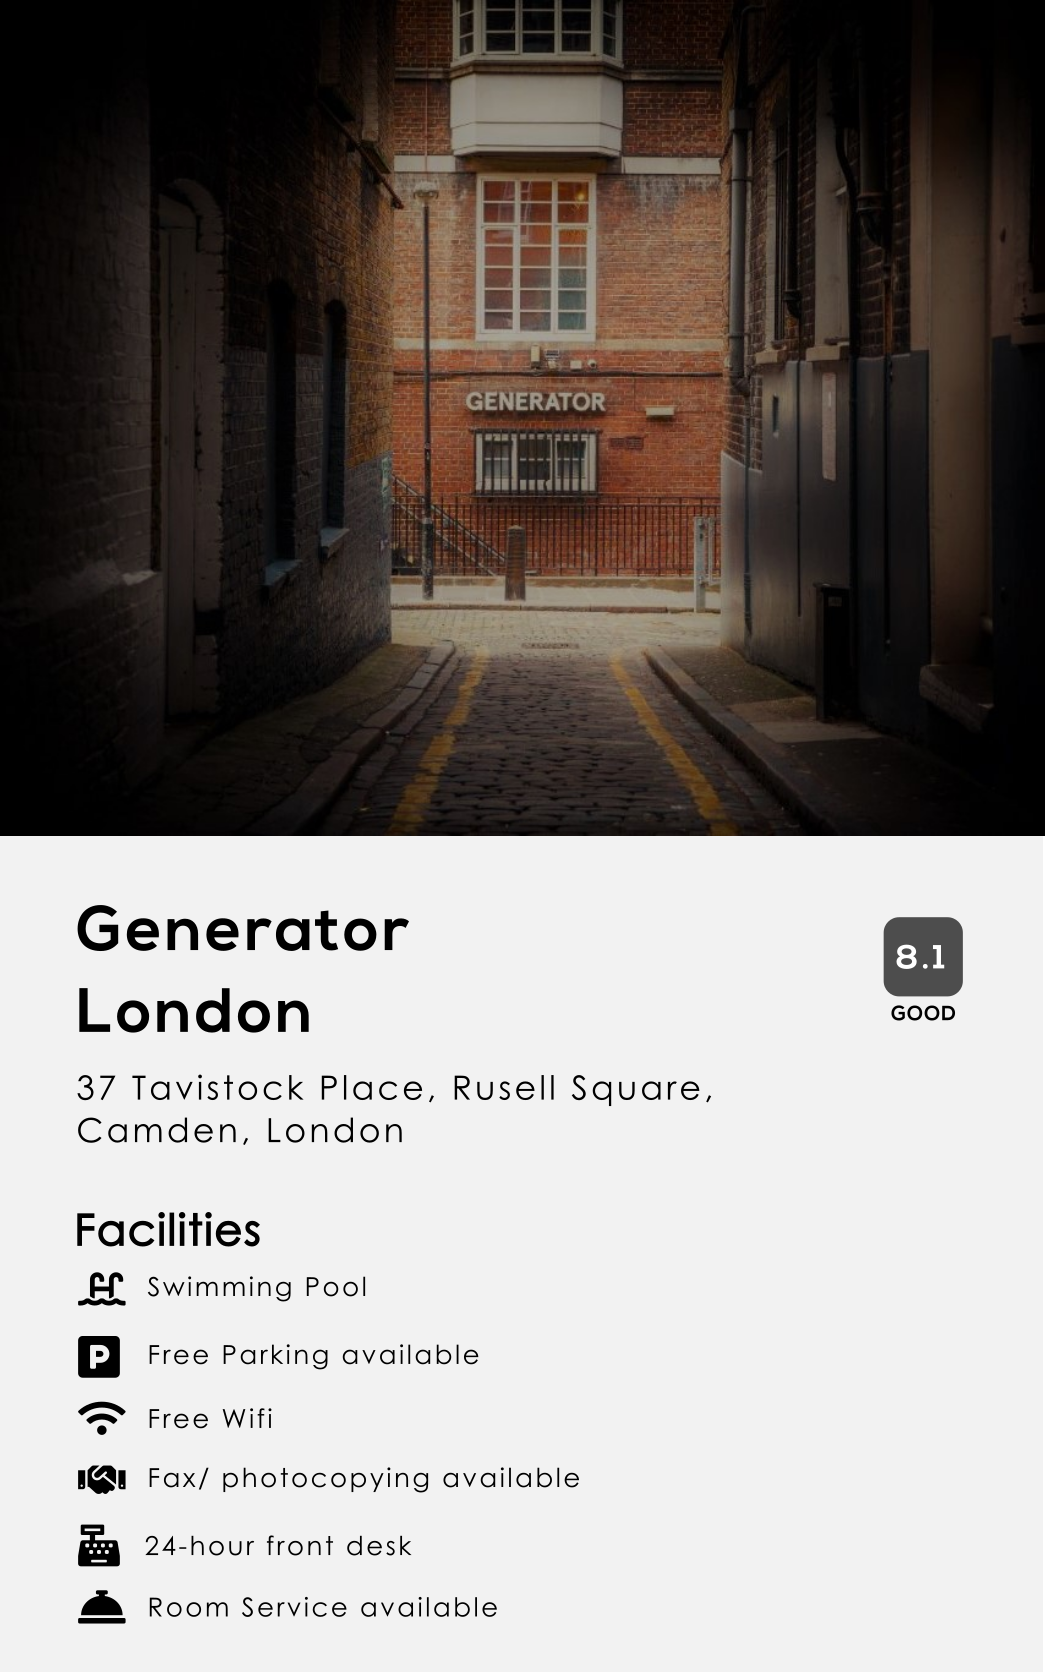 GENERATOR
Generator
London
8.1
GOOD
37 Tavistock Place, Rusell Square,
Camden, London
Facilities
Swimming Pool
P
Free Parking available
Free Wifi
Fax/ photocopying available
24-hour front desk
Room Service available